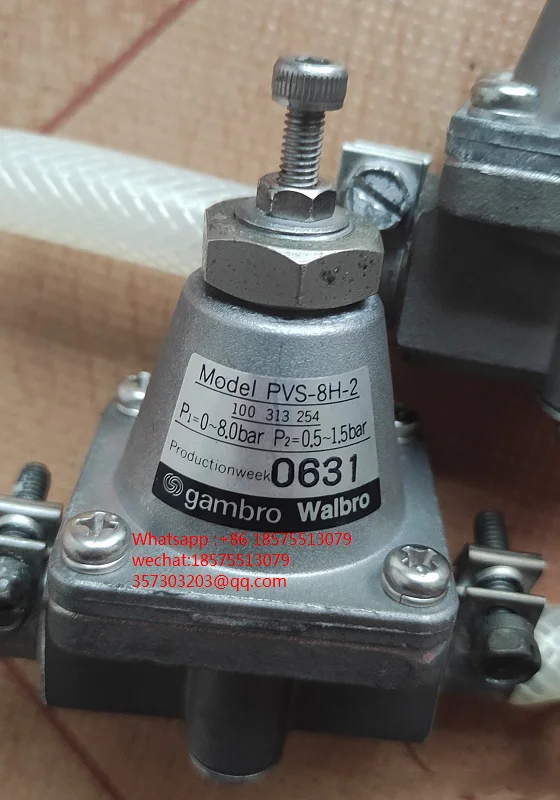 Model PVS-8H-2
100 313 254
P₁=0~8.0bar P₂=0.5~1.5bar
Productionweek 0631
gambro Walbro
Whatsapp :+86 18575513079
wechat:18575513079
357303203@qq.com